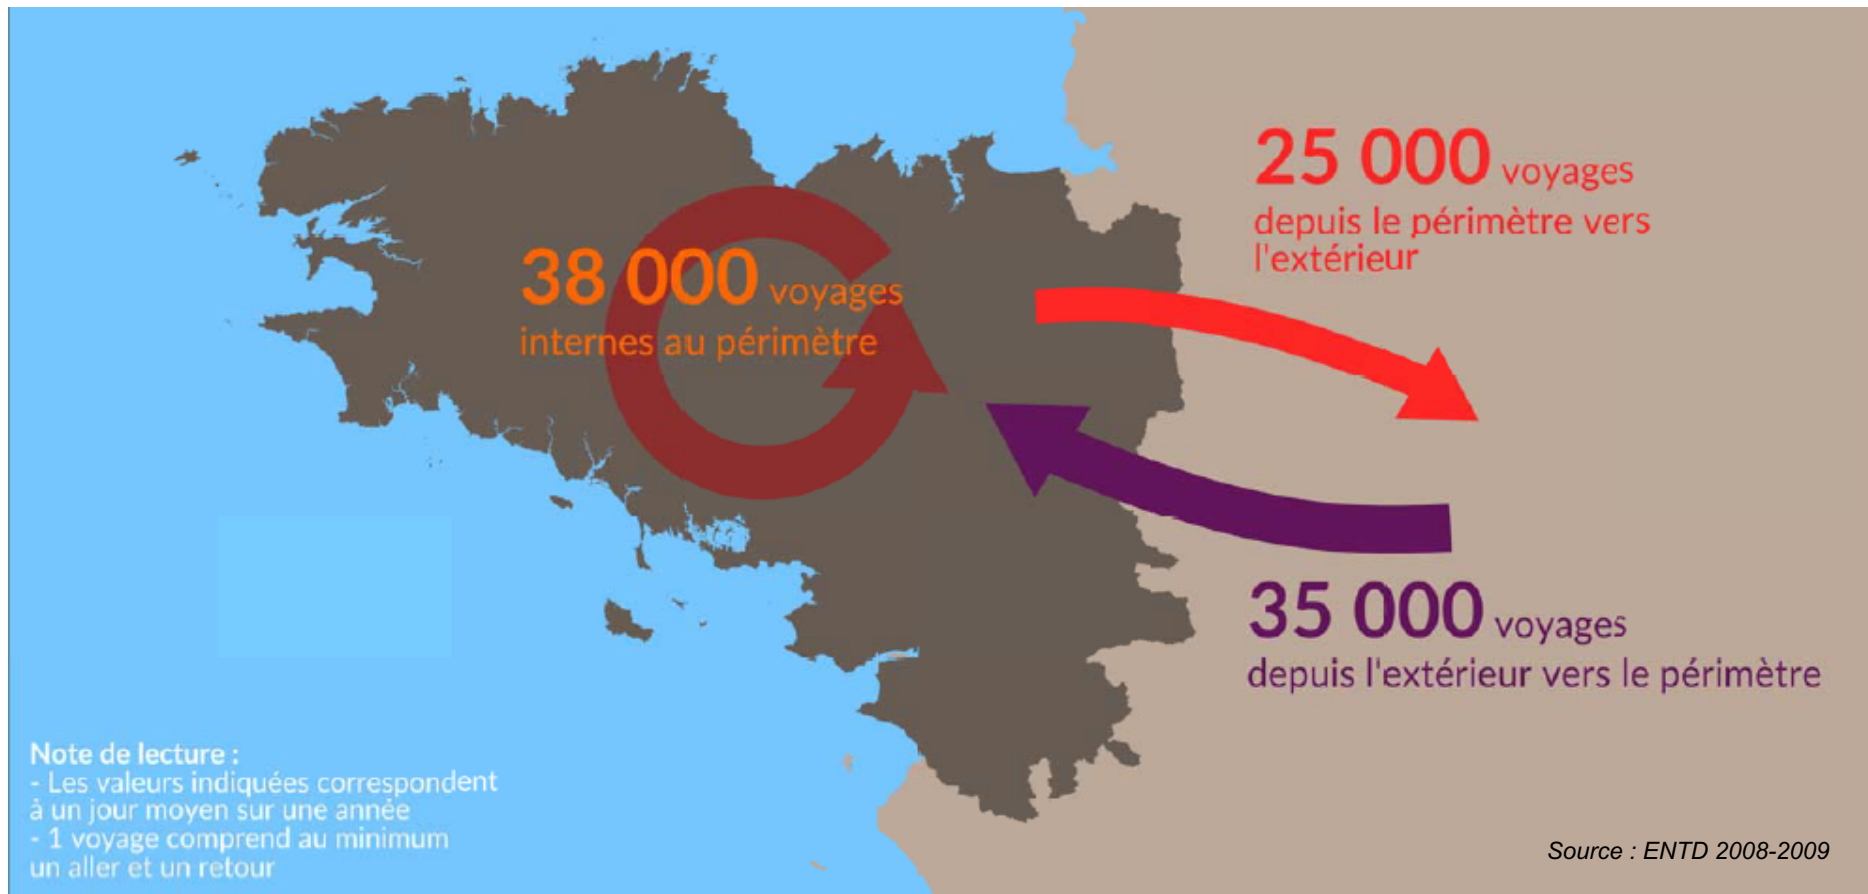 25 000 voyages
depuis le périmètre vers
l'extérieur
38 000 voyages
internes au périmètre
35 000 voyages
depuis l'extérieur vers le périmètre
Note de lecture :
- Les valeurs indiquées correspondent
à un jour moyen sur une année
- 1 voyage comprend au minimum
un aller et un retour
Source : ENTD 2008-2009